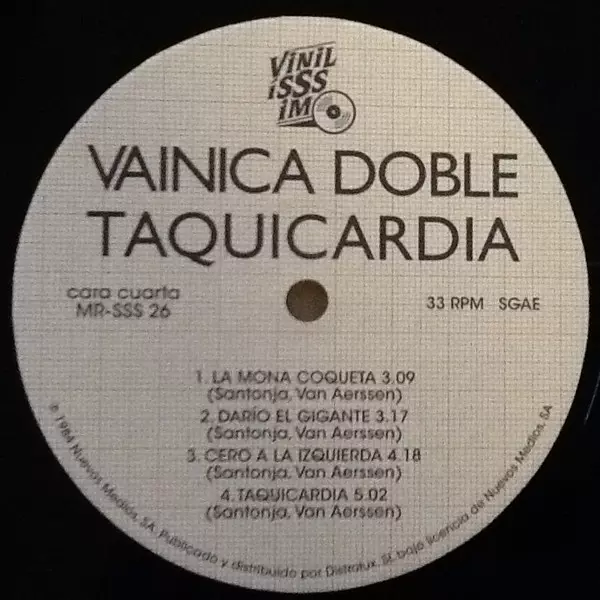 ViNiL
iSSS
iMO
VAINICA DOBLE
TAQUICARDIA
cara cuarta
MR-SSS 26
33 RPM SGAE
1. LA MONA COQUETA 3.09
(Santonja, Van Aerssen)
2. DARÍO EL GIGANTE 3.17
(Santonja, Van Aerssen)
3. CERO A LA IZQUIERDA 4.18
(Santonja, Van Aerssen)
4. TAQUICARDIA 5.02
(Santonja, Van Aerssen)
℗ 1984 Nuevos Medios, SA. Publicado y distribuido por Distrolux, SL bajo licencia de Nuevos Medios, SA